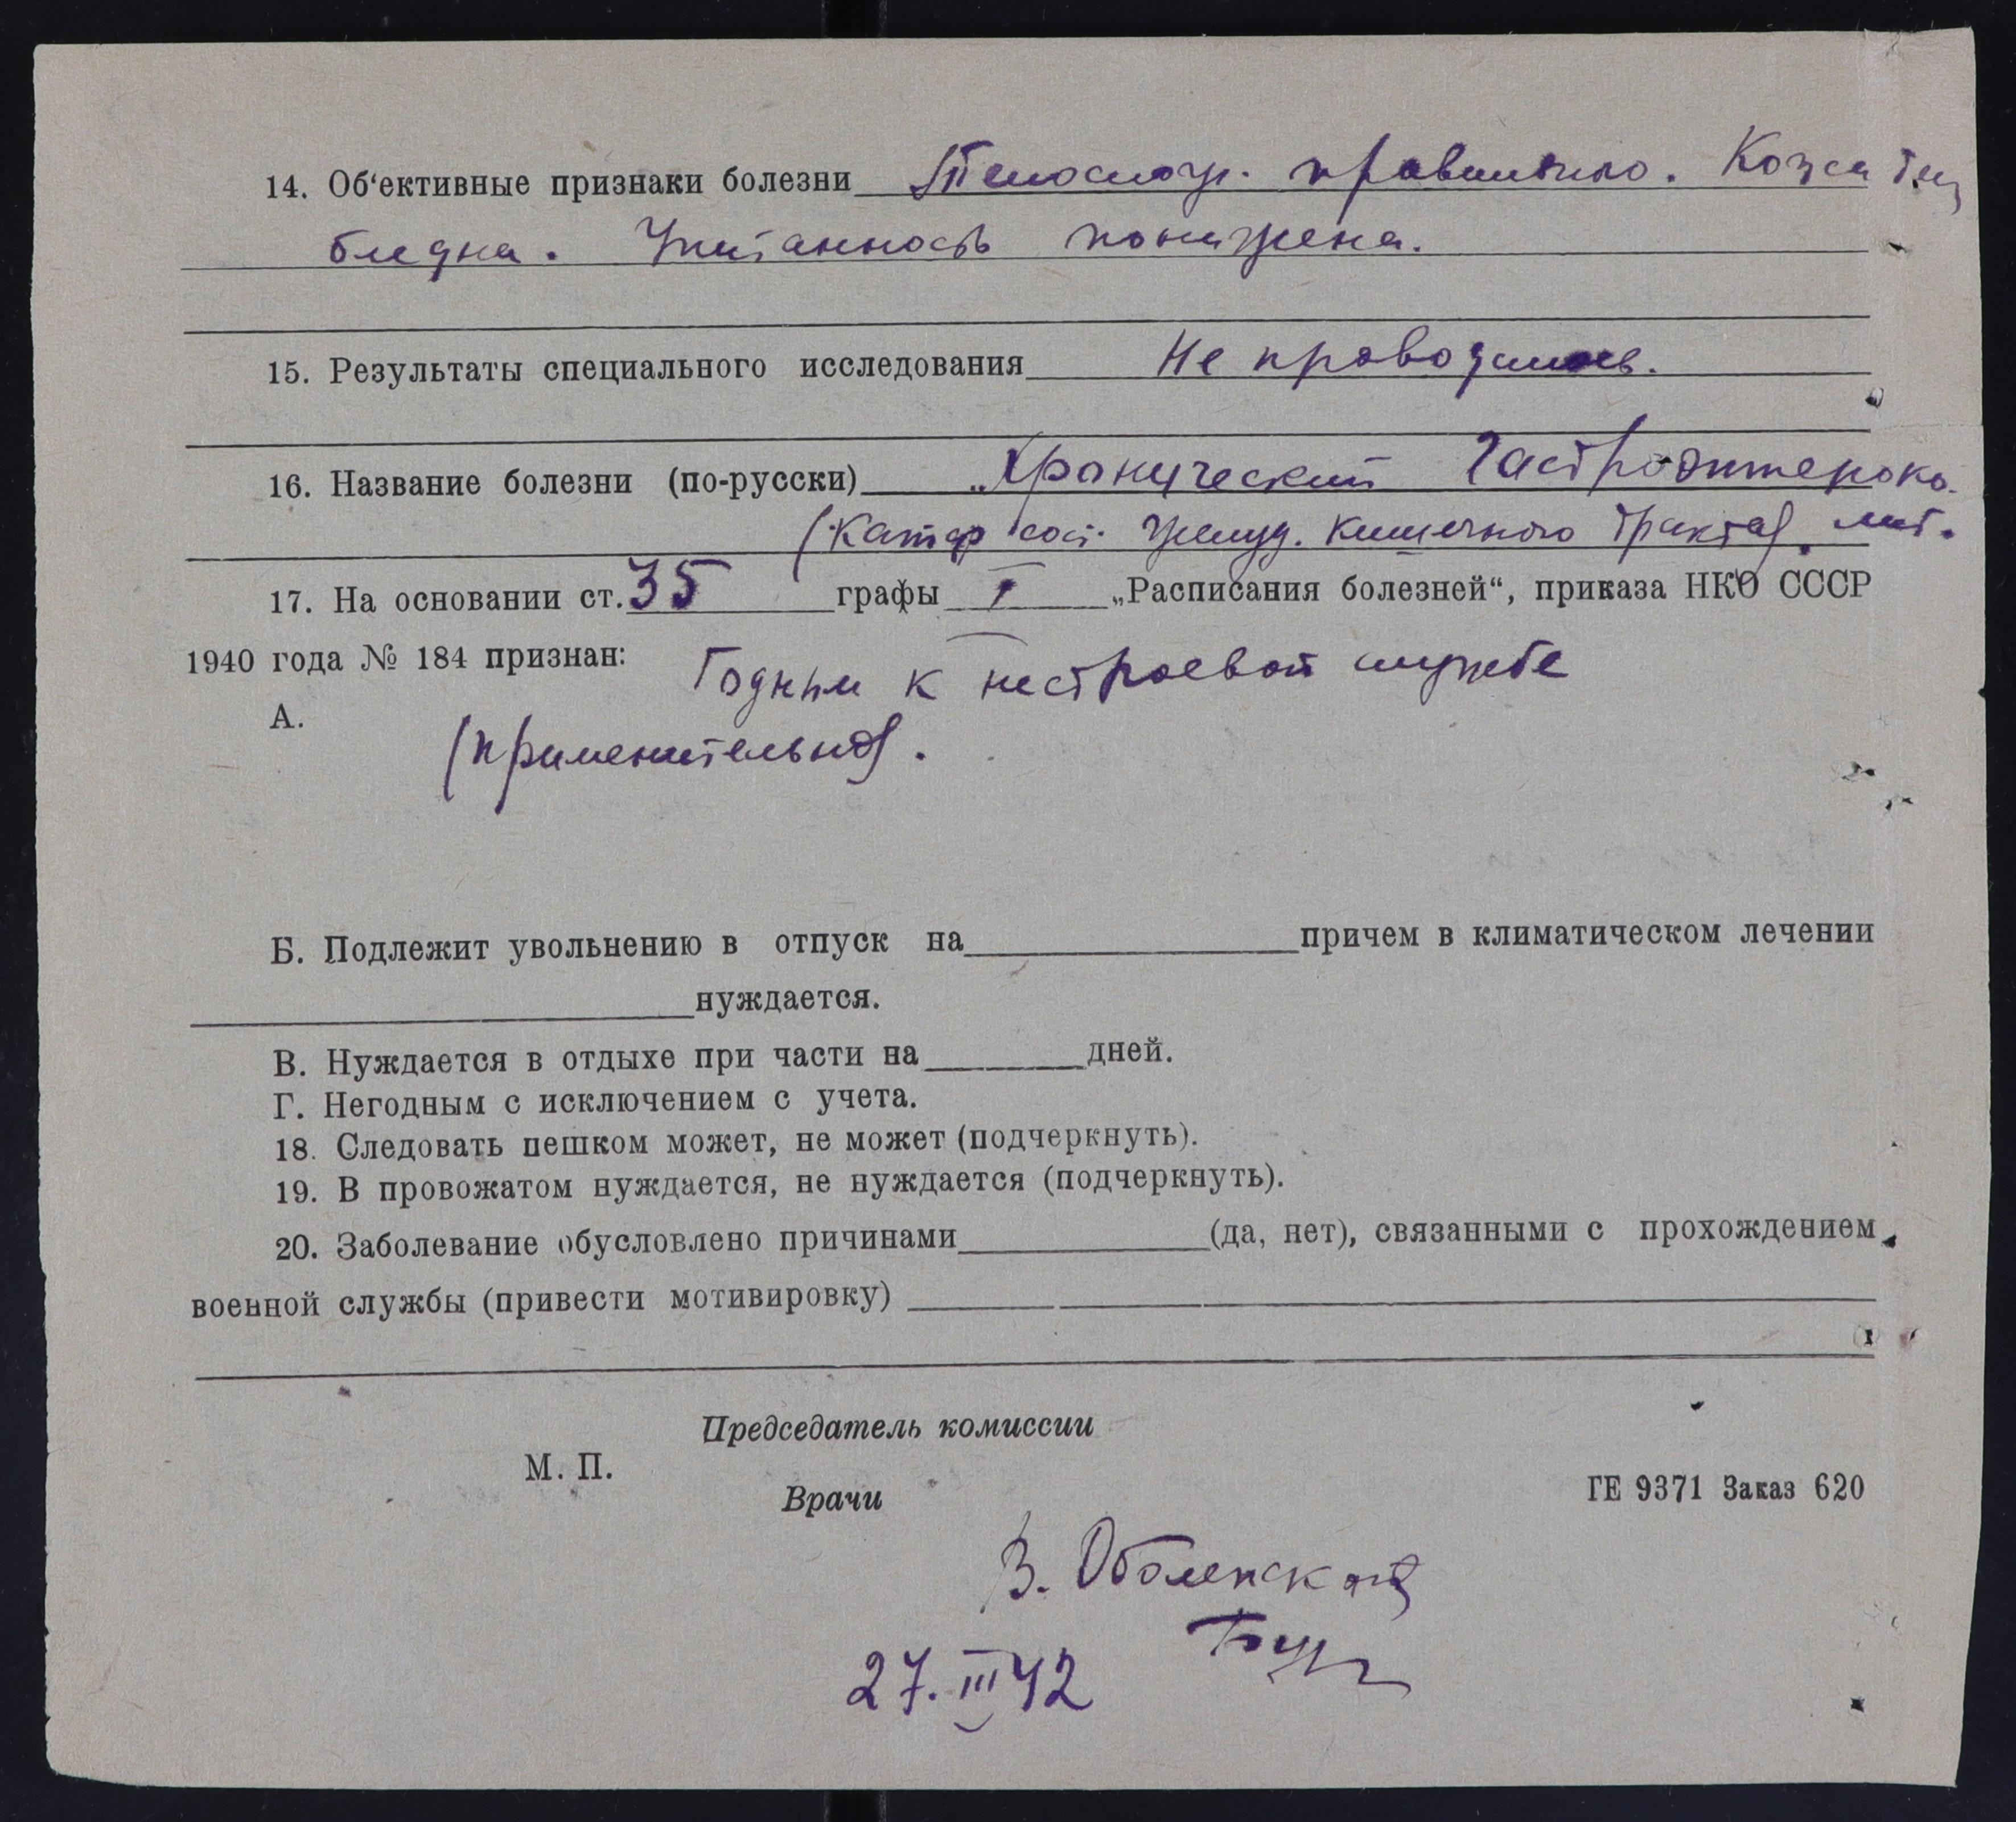 14. Об‘ективные признаки болезни Телослож. правильно. Кожа
бледна. Упитанность понижена.
15. Результаты специального исследования Не проводилось.
16. Название болезни (по-русски) „Хронический Гастроэнтероко-
(Катар желуд. кишечного тракта). лит.
17. На основании ст. 35 графы I „Расписания болезней“, приказа НКО СССР
1940 года № 184 признан: Годным к нестроевой службе
А.
(применительно).
Б. Подлежит увольнению в отпуск на причем в климатическом лечении
нуждается.
В. Нуждается в отдыхе при части на дней.
Г. Негодным с исключением с учета.
18. Следовать пешком может, не может (подчеркнуть).
19. В провожатом нуждается, не нуждается (подчеркнуть).
20. Заболевание обусловлено причинами (да, нет), связанными с прохождением
военной службы (привести мотивировку)
Председатель комиссии
М. П.
Врачи
ГЕ 9371 Заказ 620
В. Оболенская
27.III 42